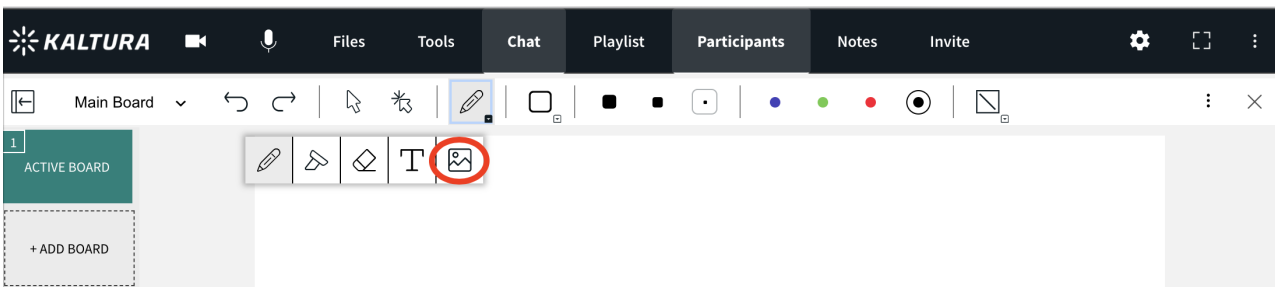 KALTURA Files Tools Chat Playlist Participants Notes Invite
Main Board
1
ACTIVE BOARD
+ ADD BOARD